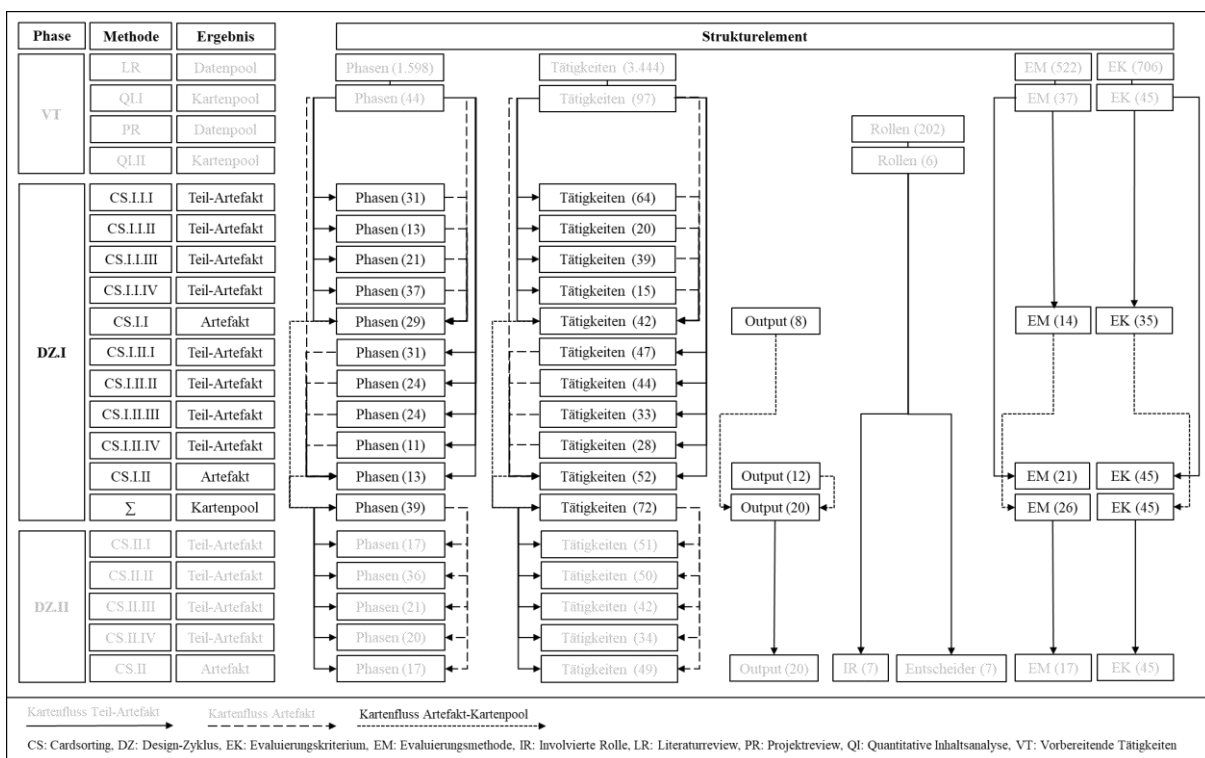 Phase Methode Ergebnis Strukturelement
VT LR Datenpool Phasen (1.598) Tätigkeiten (3.444) EM (522) EK (706)
QI.I Kartenpool Phasen (44) Tätigkeiten (97) EM (37) EK (45)
PR Datenpool Rollen (202)
QI.II Kartenpool Rollen (6)
DZ.I CS.I.I.I Teil-Artefakt Phasen (31) Tätigkeiten (64)
CS.I.I.II Teil-Artefakt Phasen (13) Tätigkeiten (20)
CS.I.I.III Teil-Artefakt Phasen (21) Tätigkeiten (39)
CS.I.I.IV Teil-Artefakt Phasen (37) Tätigkeiten (15)
CS.I.I Artefakt Phasen (29) Tätigkeiten (42) Output (8) EM (14) EK (35)
CS.I.II.I Teil-Artefakt Phasen (31) Tätigkeiten (47)
CS.I.II.II Teil-Artefakt Phasen (24) Tätigkeiten (44)
CS.I.II.III Teil-Artefakt Phasen (24) Tätigkeiten (33)
CS.I.II.IV Teil-Artefakt Phasen (11) Tätigkeiten (28)
CS.I.II Artefakt Phasen (13) Tätigkeiten (52) Output (12) EM (21) EK (45)
Σ Kartenpool Phasen (39) Tätigkeiten (72) Output (20) EM (26) EK (45)
DZ.II CS.II.I Teil-Artefakt Phasen (17) Tätigkeiten (51)
CS.II.II Teil-Artefakt Phasen (36) Tätigkeiten (50)
CS.II.III Teil-Artefakt Phasen (21) Tätigkeiten (42)
CS.II.IV Teil-Artefakt Phasen (20) Tätigkeiten (34)
CS.II Artefakt Phasen (17) Tätigkeiten (49) Output (20) IR (7) Entscheider (7) EM (17) EK (45)
Kartenfluss Teil-Artefakt Kartenfluss Artefakt Kartenfluss Artefakt-Kartenpool
CS: Cardsorting, DZ: Design-Zyklus, EK: Evaluierungskriterium, EM: Evaluierungsmethode, IR: Involvierte Rolle, LR: Literaturreview, PR: Projektreview, QI: Quantitative Inhaltsanalyse, VT: Vorbereitende Tätigkeiten